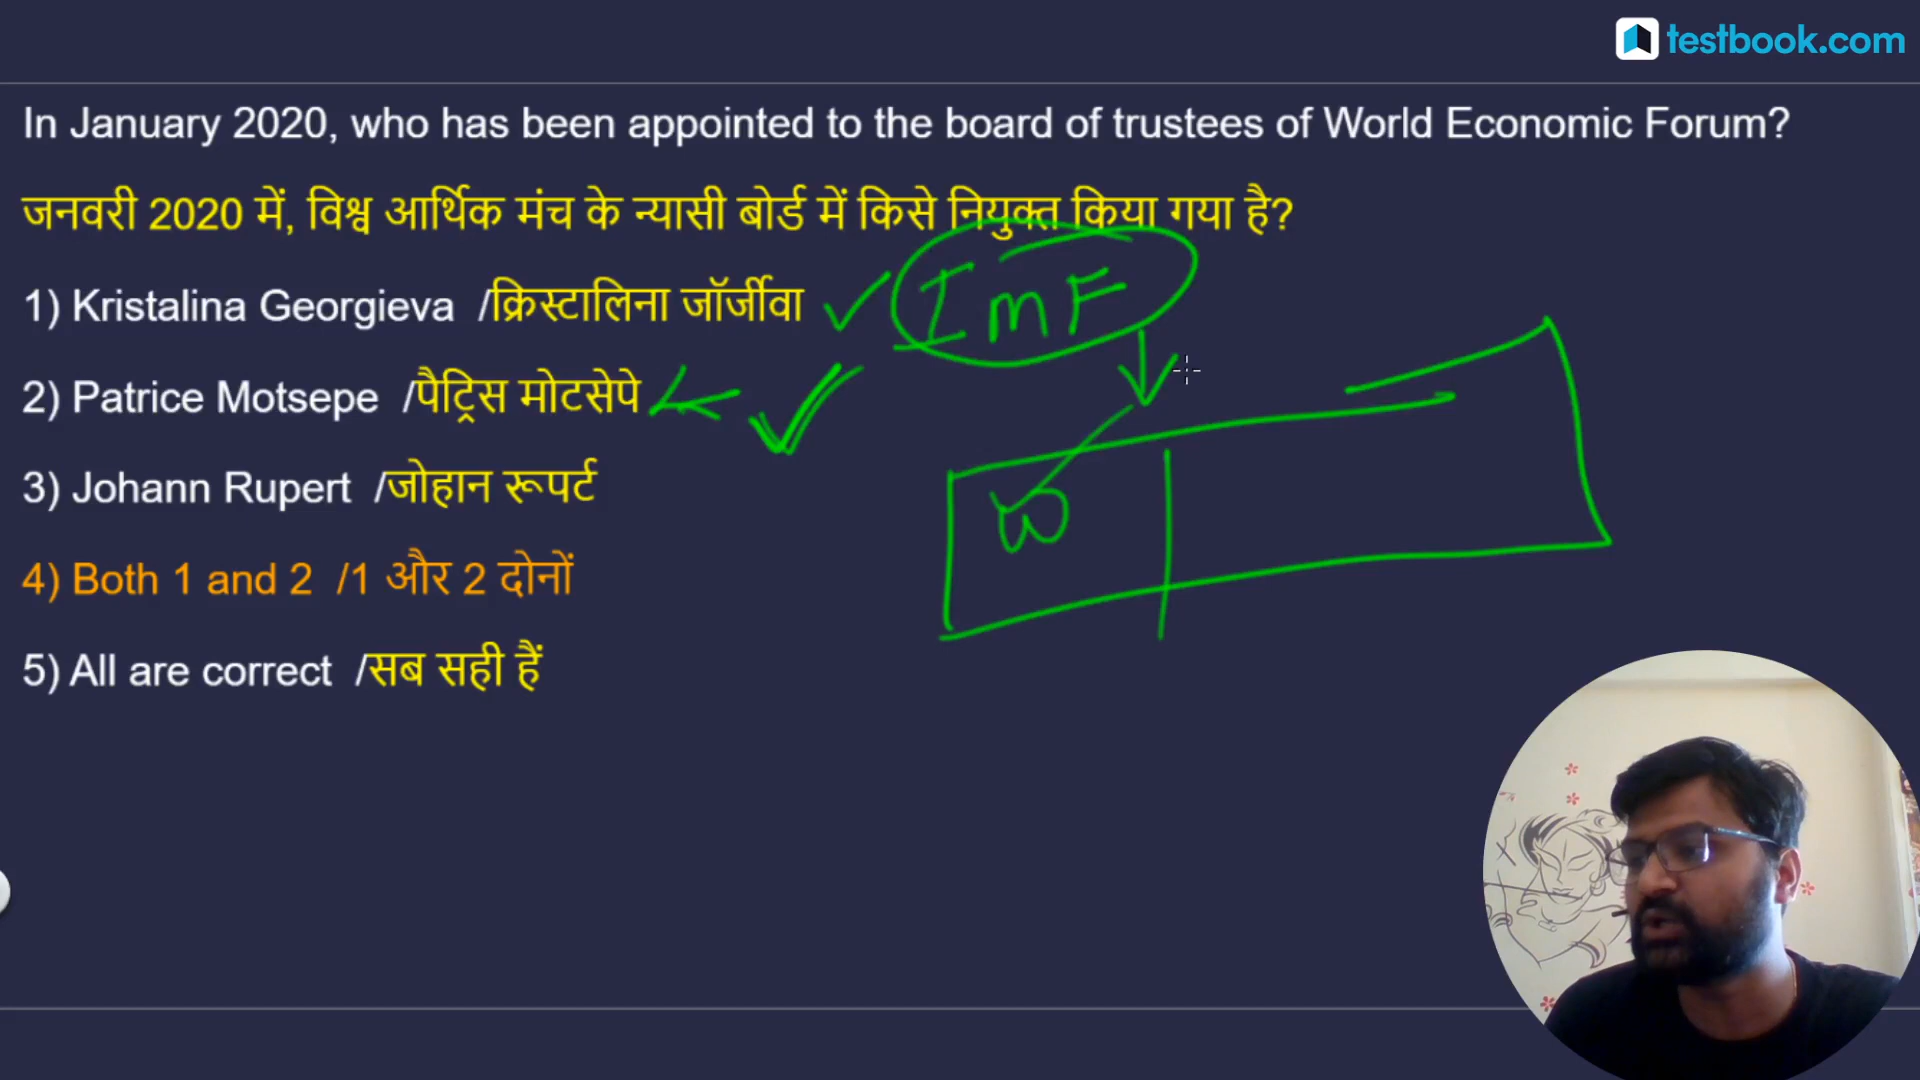 testbook.com
In January 2020, who has been appointed to the board of trustees of World Economic Forum?
जनवरी 2020 में, विश्व आर्थिक मंच के न्यासी बोर्ड में किसे नियुक्त किया गया है?
1) Kristalina Georgieva /क्रिस्टालिना जॉर्जीवा ImF
2) Patrice Motsepe /पैट्रिस मोटसेपे
3) Johann Rupert /जोहान रूपर्ट
4) Both 1 and 2 /1 और 2 दोनों
5) All are correct /सब सही हैं